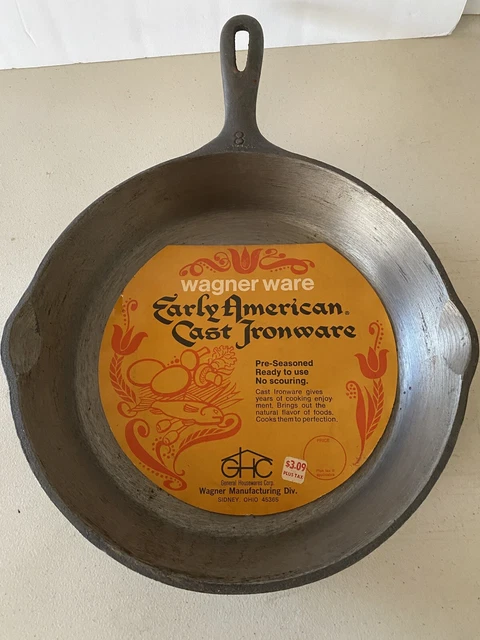 8
wagner ware
Early American®
Cast Ironware
Pre-Seasoned
Ready to use
No scouring.
Cast Ironware gives
years of cooking enjoy
ment. Brings out the
natural flavor of foods.
Cooks them to perfection.
GHC
General Housewares Corp.
Wagner Manufacturing Div.
SIDNEY, OHIO 45365
$3.09
PLUS TAX
PRICE